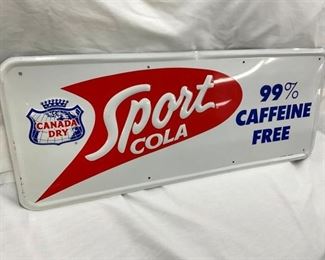 CANADA
DRY
Sport
COLA
99%
CAFFEINE
FREE